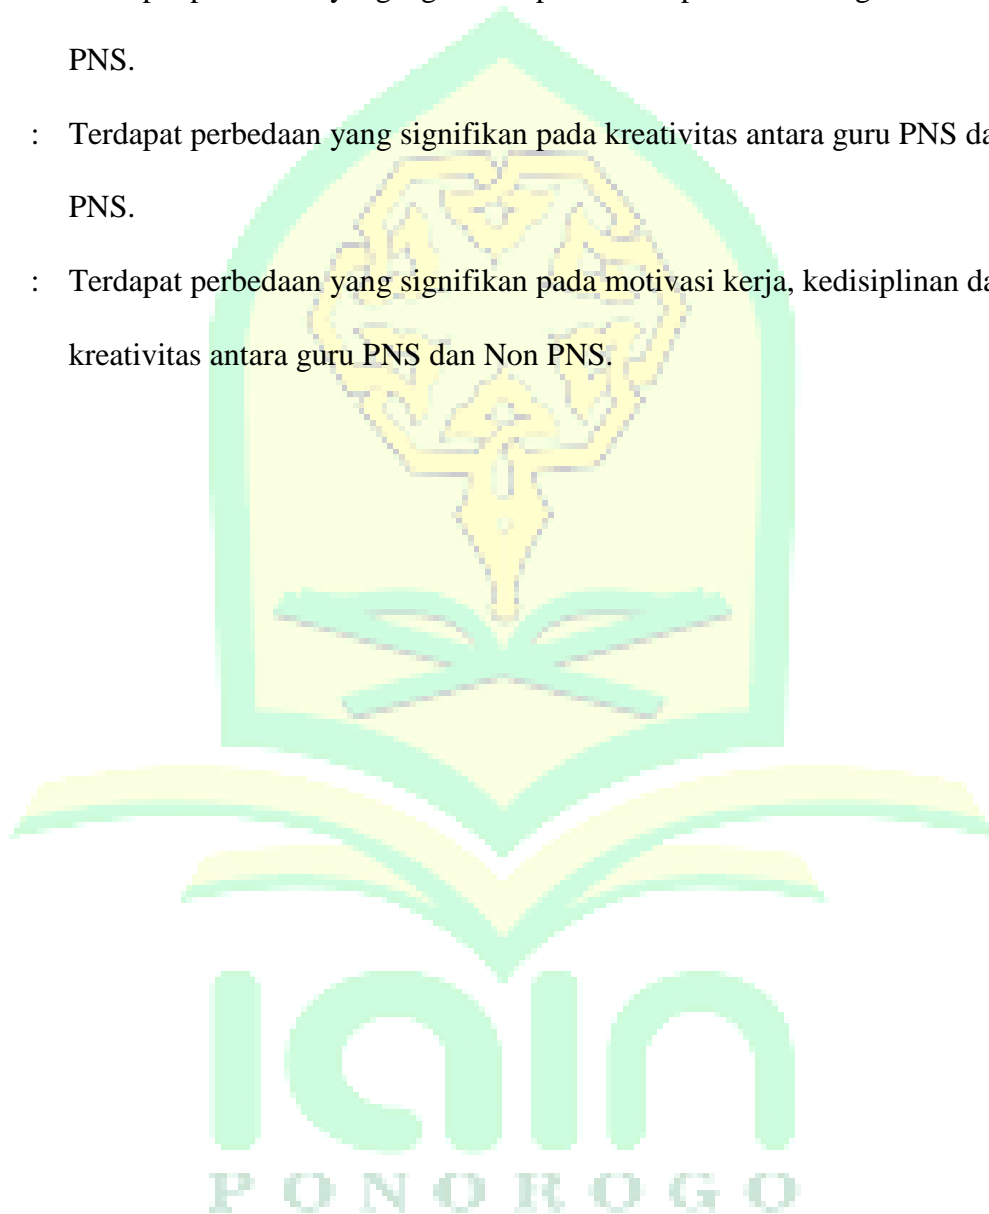 PNS.
: Terdapat perbedaan yang signifikan pada kreativitas antara guru PNS da
PNS.
: Terdapat perbedaan yang signifikan pada motivasi kerja, kedisiplinan da
kreativitas antara guru PNS dan Non PNS.
iain
PONOROGO